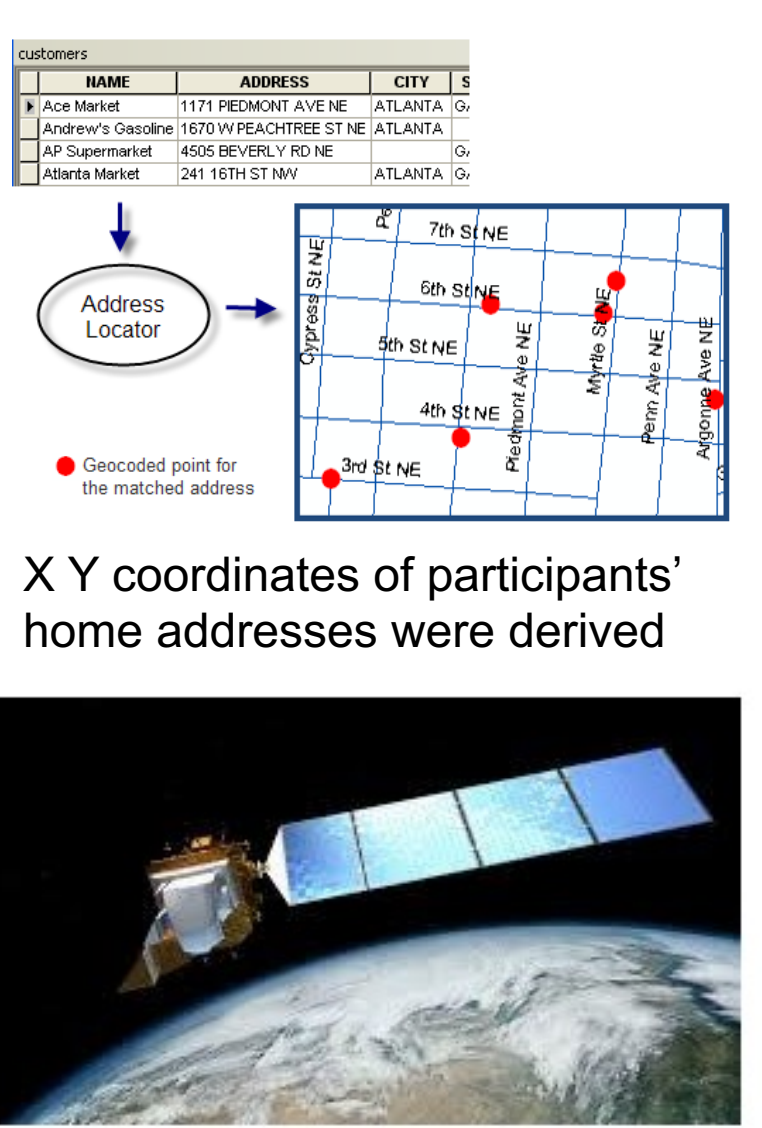 customers
NAME ADDRESS CITY S
Ace Market 1171 PIEDMONT AVE NE ATLANTA GA
Andrew's Gasoline 1670 W PEACHTREE ST NE ATLANTA
AP Supermarket 4505 BEVERLY RD NE GA
Atlanta Market 241 16TH ST NW ATLANTA GA
Address
Locator
Geocoded point for
the matched address
Pe
7th St NE
Cypress St NE
6th St NE
5th St NE
4th St NE
3rd St NE
Piedmont Ave NE
Myrtle St NE
Penn Ave NE
Argonne Ave NE
X Y coordinates of participants’
home addresses were derived